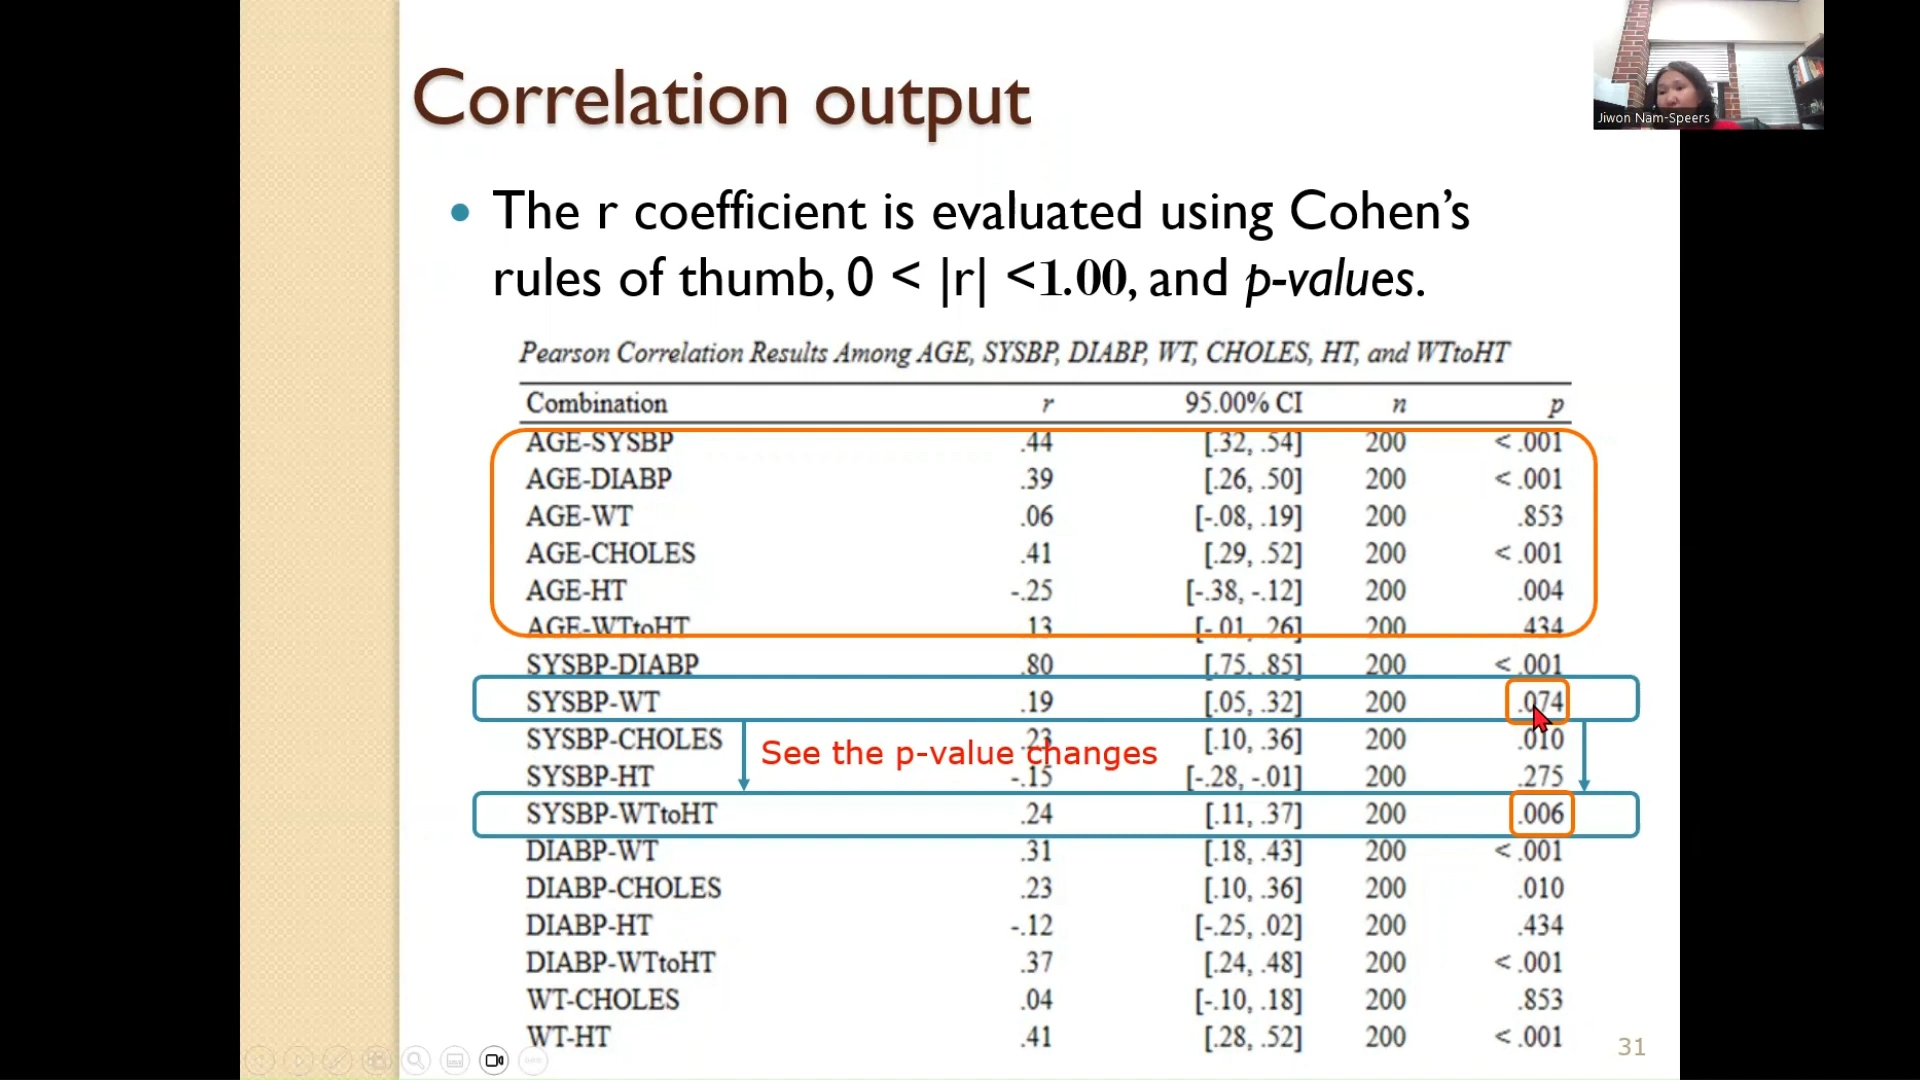 Correlation output
Jiwon Nam-Speers
• The r coefficient is evaluated using Cohen’s
rules of thumb, 0 < |r| <1.00, and p-values.
Pearson Correlation Results Among AGE, SYSBP, DIABP, WT, CHOLES, HT, and WTtoHT
Combination r 95.00% CI n p
AGE-SYSBP .44 [.32, .54] 200 < .001
AGE-DIABP .39 [.26, .50] 200 < .001
AGE-WT .06 [-.08, .19] 200 .853
AGE-CHOLES .41 [.29, .52] 200 < .001
AGE-HT -.25 [-.38, -.12] 200 .004
AGE-WTtoHT .13 [-.01, .26] 200 .434
SYSBP-DIABP .80 [.75, .85] 200 < .001
SYSBP-WT .19 [.05, .32] 200 .074
SYSBP-CHOLES .23 [.10, .36] 200 .010
See the p-value changes
SYSBP-HT -.15 [-.28, -.01] 200 .275
SYSBP-WTtoHT .24 [.11, .37] 200 .006
DIABP-WT .31 [.18, .43] 200 < .001
DIABP-CHOLES .23 [.10, .36] 200 .010
DIABP-HT -.12 [-.25, .02] 200 .434
DIABP-WTtoHT .37 [.24, .48] 200 < .001
WT-CHOLES .04 [-.10, .18] 200 .853
WT-HT .41 [.28, .52] 200 < .001
31